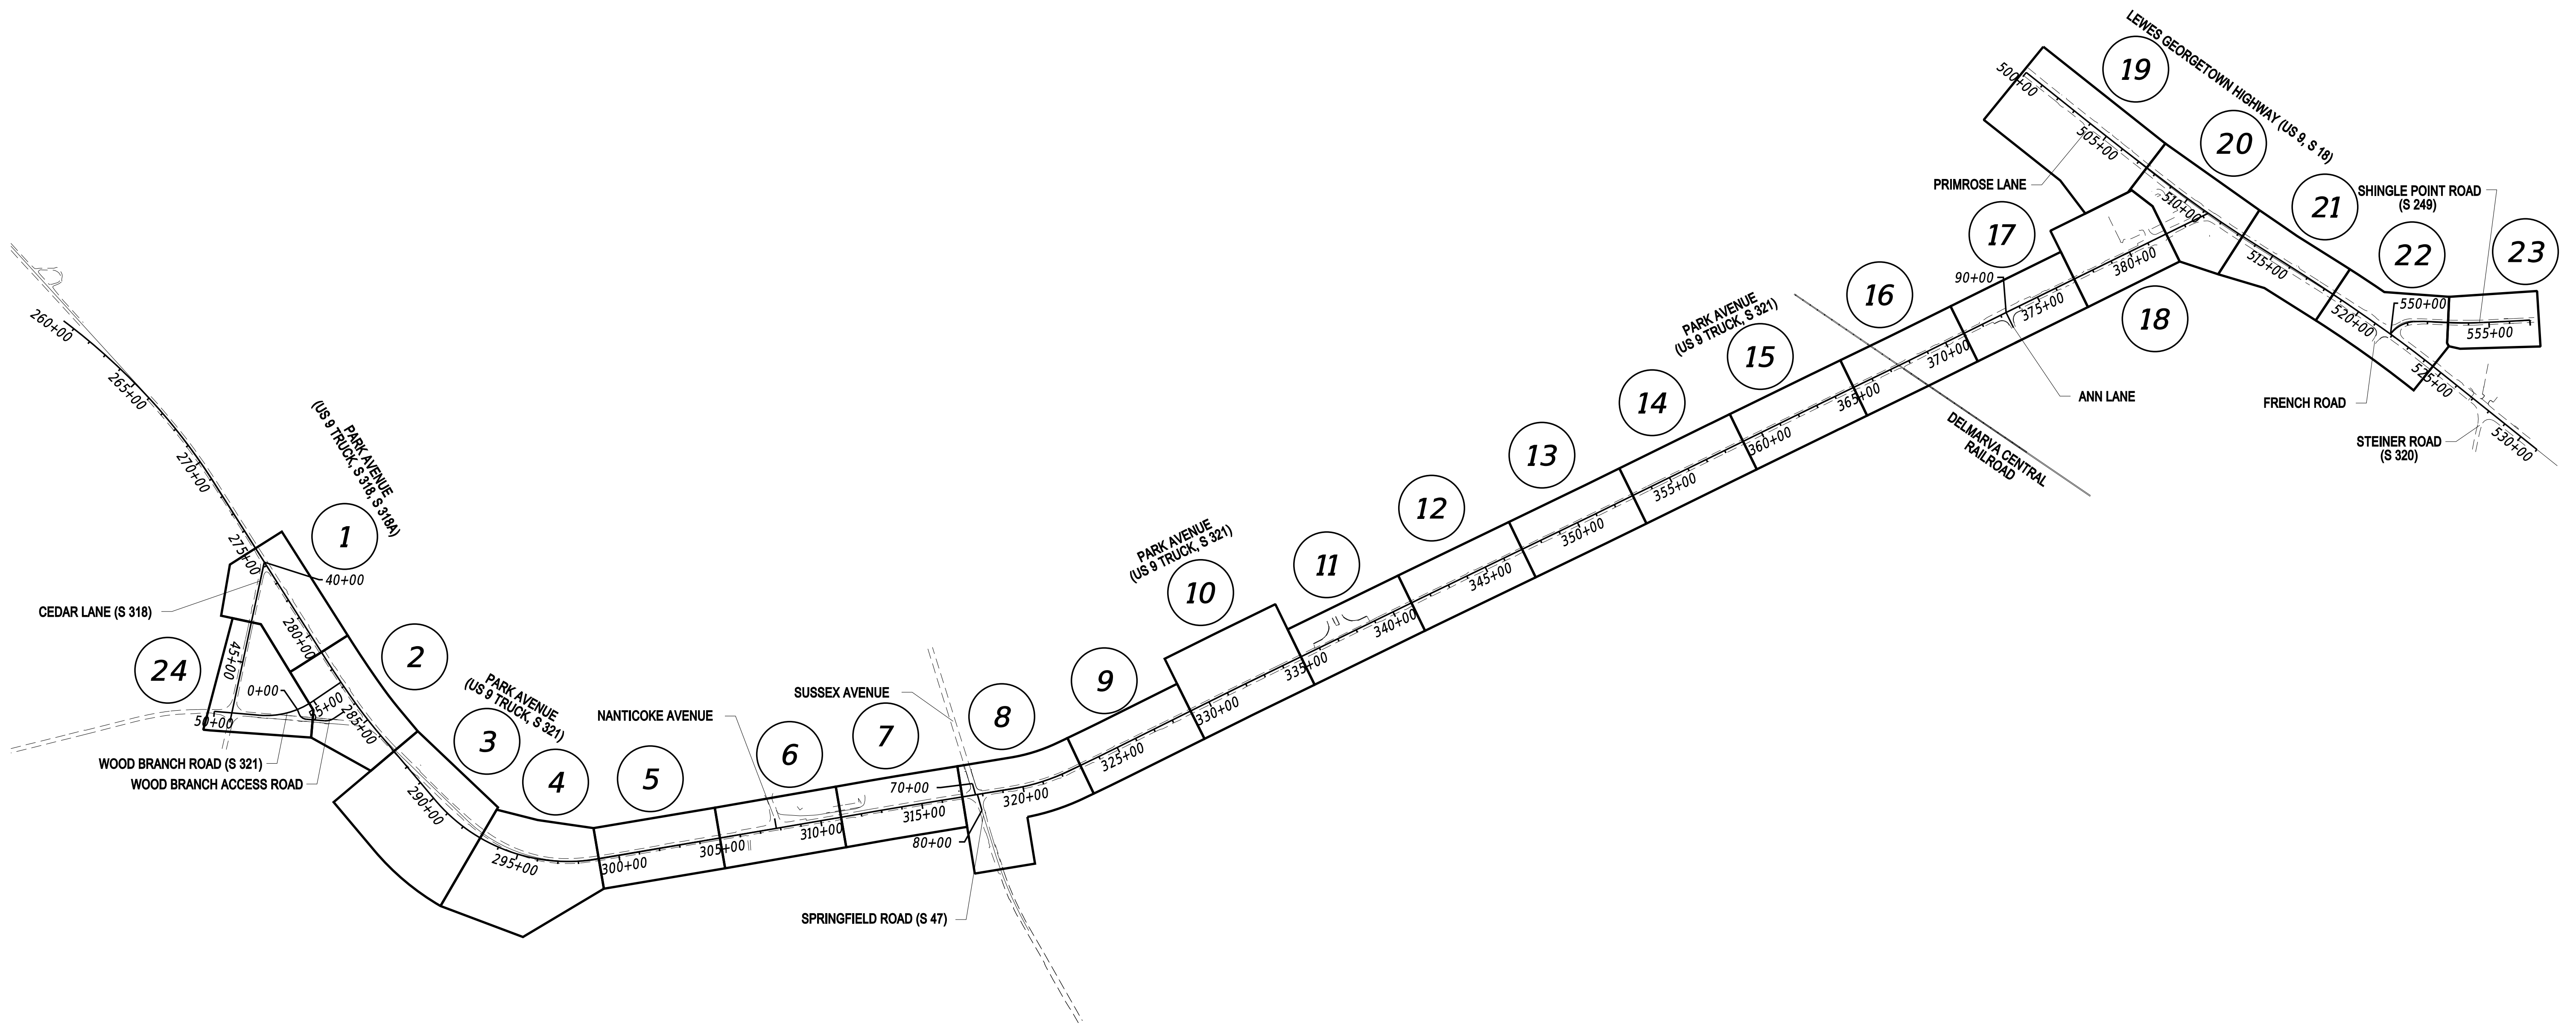 LEWES GEORGETOWN HIGHWAY (US 9, S 18)
19
20
21
22
23
500+00
505+00
510+00
515+00
520+00
525+00
530+00
550+00
555+00
SHINGLE POINT ROAD
(S 249)
PRIMROSE LANE
FRENCH ROAD
STEINER ROAD
(S 320)
17
18
380+00
90+00
375+00
ANN LANE
16
370+00
365+00
DELMARVA CENTRAL
RAILROAD
PARK AVENUE
(US 9 TRUCK, S 321)
15
360+00
14
355+00
13
350+00
12
345+00
11
340+00
335+00
PARK AVENUE
(US 9 TRUCK, S 321)
10
330+00
9
325+00
8
320+00
SUSSEX AVENUE
70+00
80+00
SPRINGFIELD ROAD (S 47)
7
315+00
6
310+00
NANTICOKE AVENUE
5
305+00
300+00
4
295+00
3
290+00
PARK AVENUE
(US 9 TRUCK, S 321)
2
285+00
260+00
265+00
270+00
275+00
280+00
PARK AVENUE
(US 9 TRUCK, S 318, S 318A)
1
40+00
CEDAR LANE (S 318)
24
45+00
0+00
50+00
55+00
WOOD BRANCH ROAD (S 321)
WOOD BRANCH ACCESS ROAD